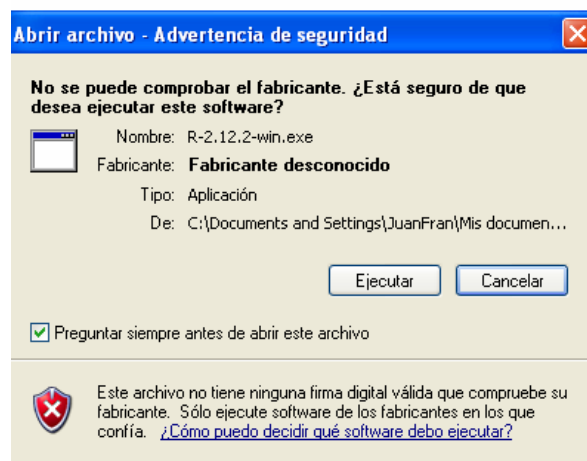 Abrir archivo - Advertencia de seguridad
No se puede comprobar el fabricante. ¿Está seguro de que
desea ejecutar este software?
Nombre: R-2.12.2-win.exe
Fabricante: Fabricante desconocido
Tipo: Aplicación
De: C:\Documents and Settings\JuanFran\Mis documen...
Ejecutar Cancelar
Preguntar siempre antes de abrir este archivo
Este archivo no tiene ninguna firma digital válida que compruebe su
fabricante. Sólo ejecute software de los fabricantes en los que
confía. ¿Cómo puedo decidir qué software debo ejecutar?